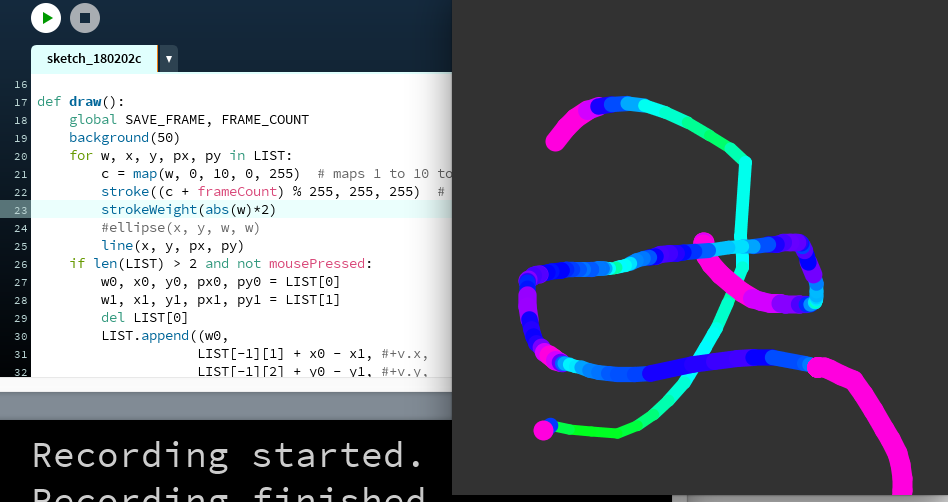 sketch_180202c ▼
16
17 def draw():
18     global SAVE_FRAME, FRAME_COUNT
19     background(50)
20     for w, x, y, px, py in LIST:
21         c = map(w, 0, 10, 0, 255)  # maps 1 to 10 to
22         stroke((c + frameCount) % 255, 255, 255)  #
23         strokeWeight(abs(w)*2)
24         #ellipse(x, y, w, w)
25         line(x, y, px, py)
26     if len(LIST) > 2 and not mousePressed:
27         w0, x0, y0, px0, py0 = LIST[0]
28         w1, x1, y1, px1, py1 = LIST[1]
29         del LIST[0]
30         LIST.append((w0,
31                     LIST[-1][1] + x0 - x1, #+v.x,
32                     LIST[-1][2] + y0 - y1, #+v.y,
Recording started.
Recording finished